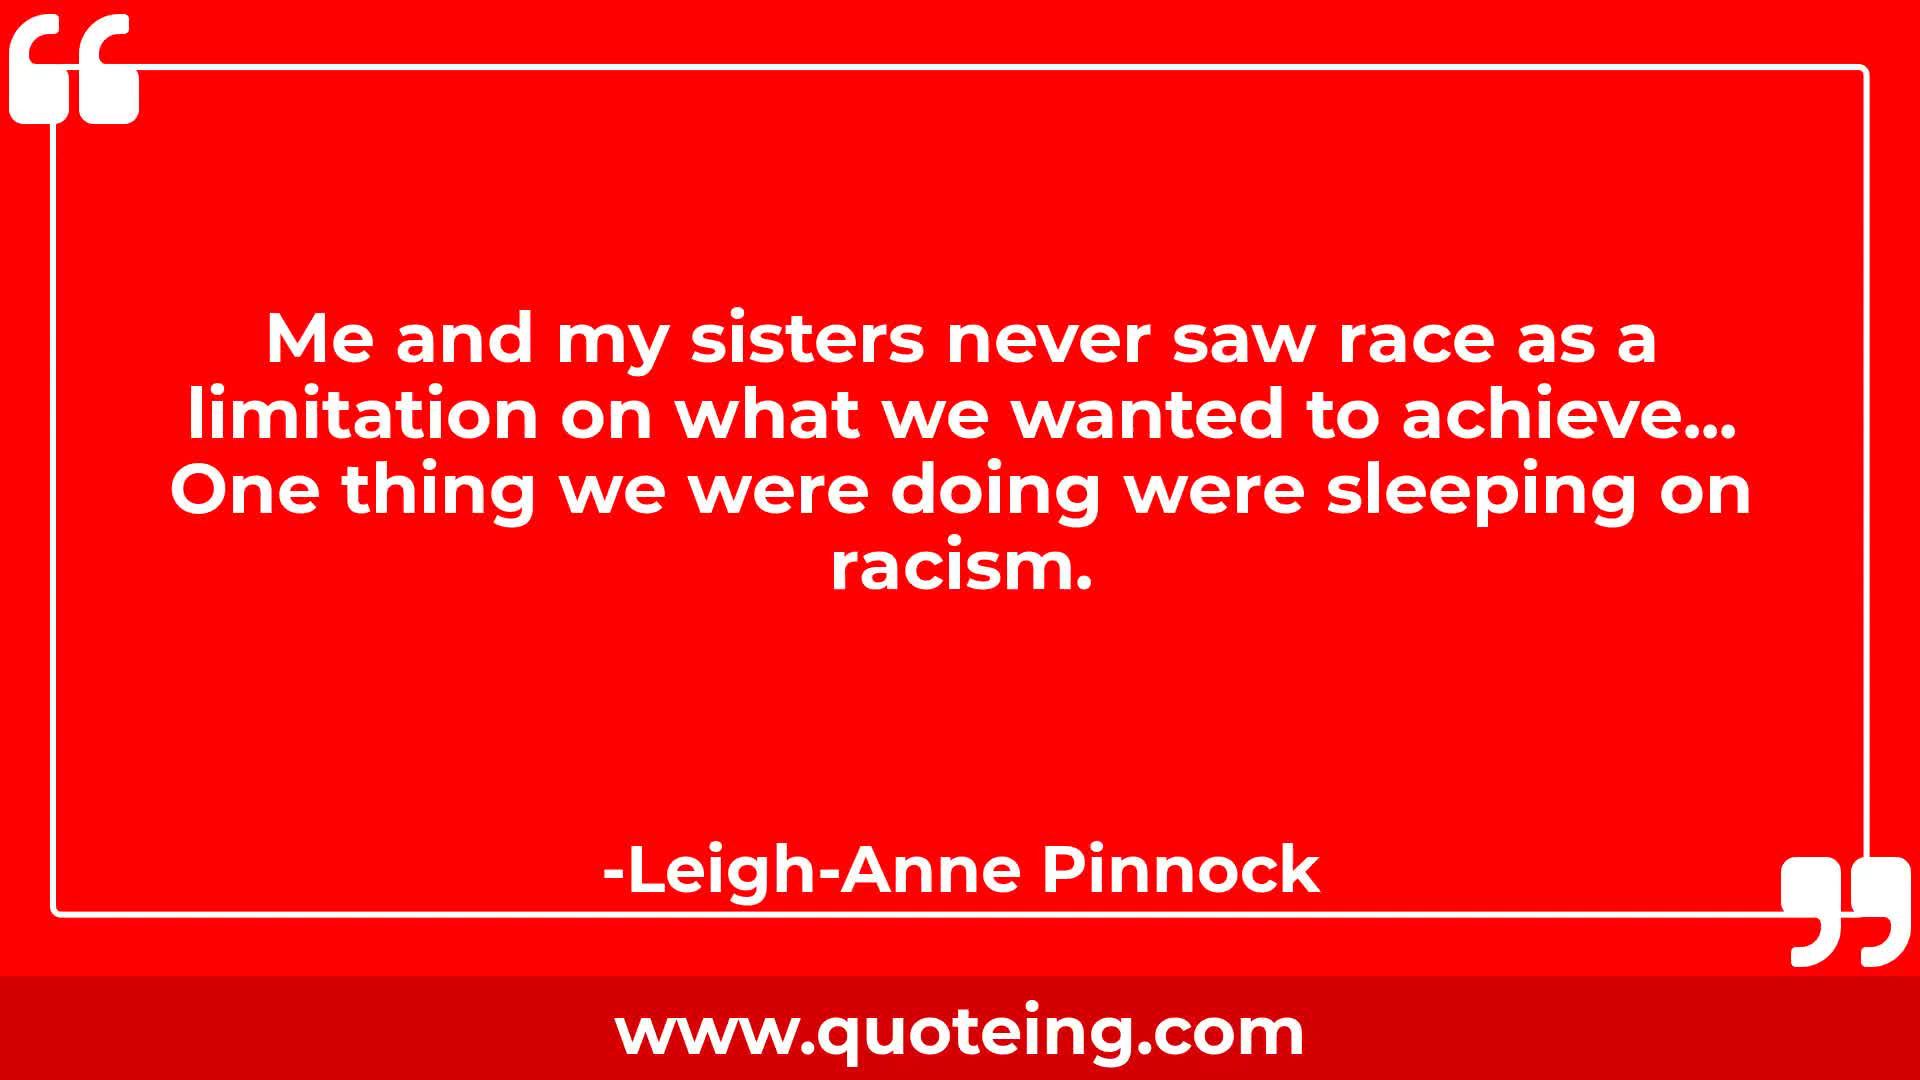 Me and my sisters never saw race as a
limitation on what we wanted to achieve...
One thing we were doing were sleeping on
racism.
-Leigh-Anne Pinnock
www.quoteing.com